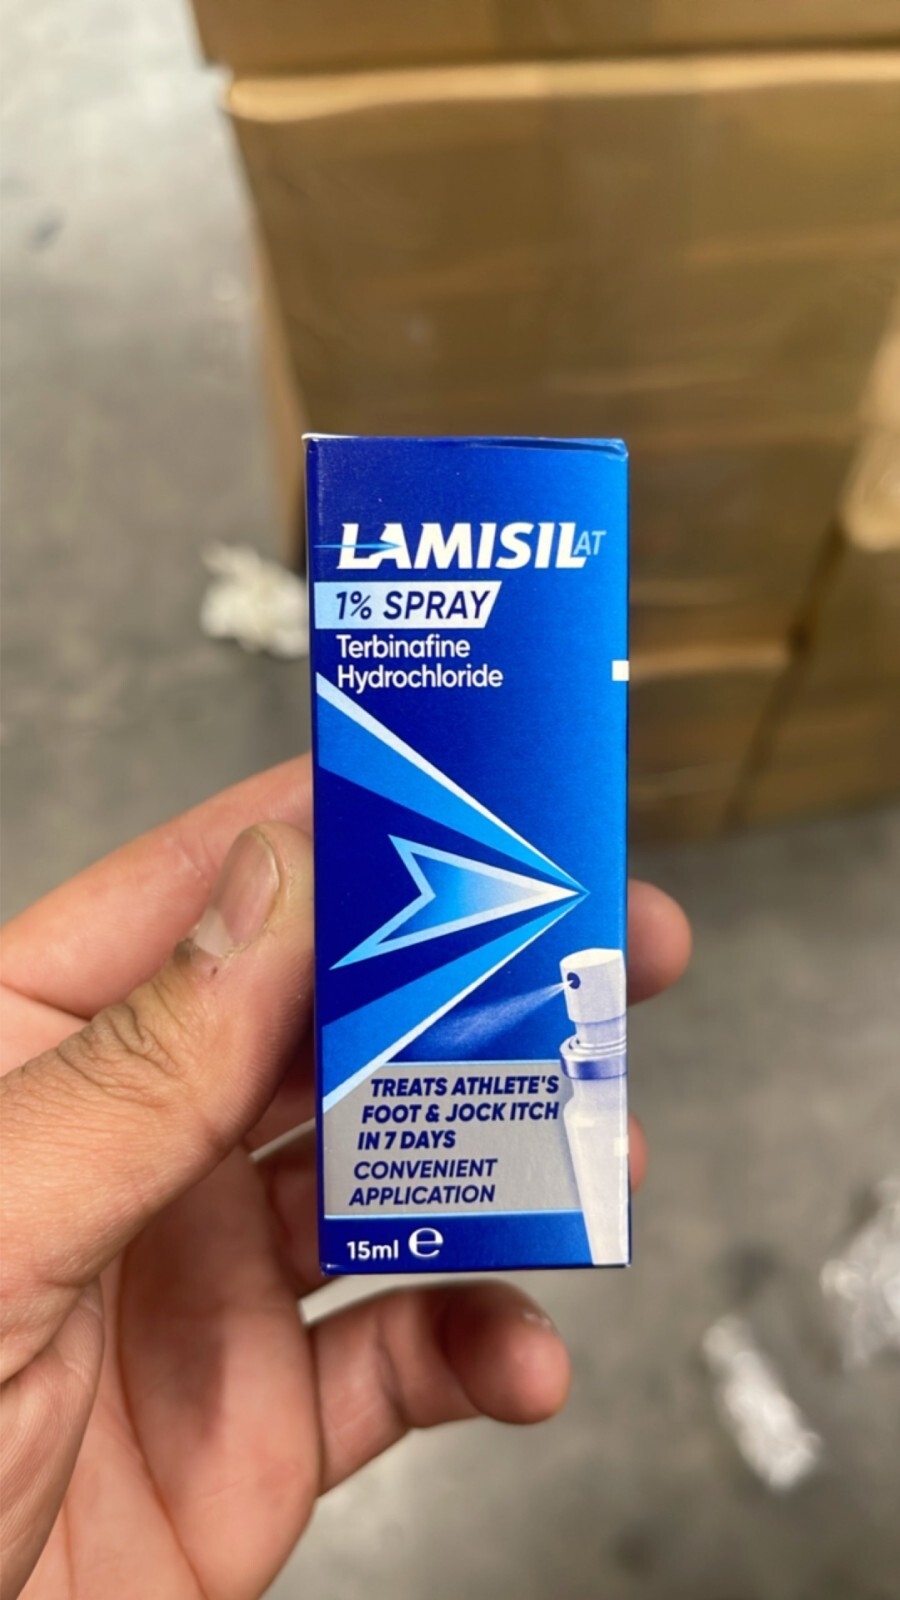 LAMISIL AT
1% SPRAY
Terbinafine
Hydrochloride
TREATS ATHLETE'S
FOOT & JOCK ITCH
IN 7 DAYS
CONVENIENT
APPLICATION
15ml ℮